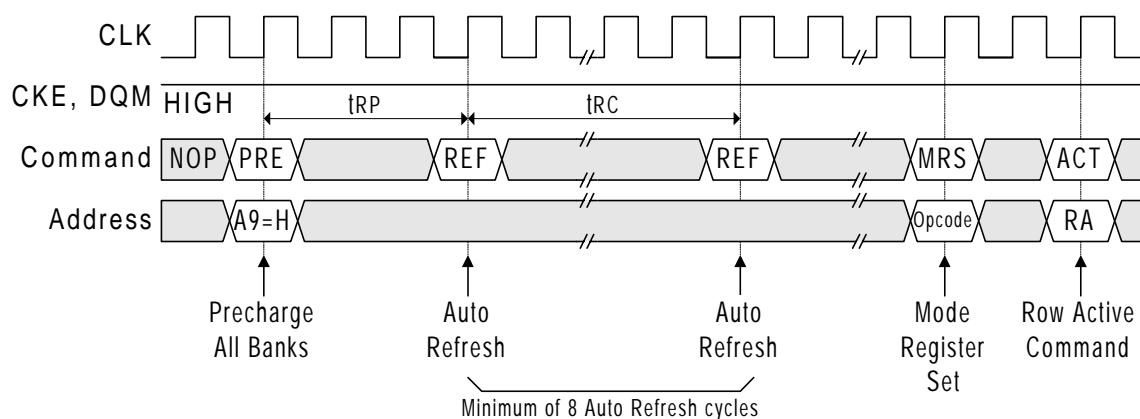 CLK
CKE, DQM
HIGH
tRP
tRC
Command
NOP
PRE
REF
REF
MRS
ACT
Address
A9=H
Opcode
RA
Precharge
All Banks
Auto
Refresh
Auto
Refresh
Mode
Register
Set
Row Active
Command
Minimum of 8 Auto Refresh cycles